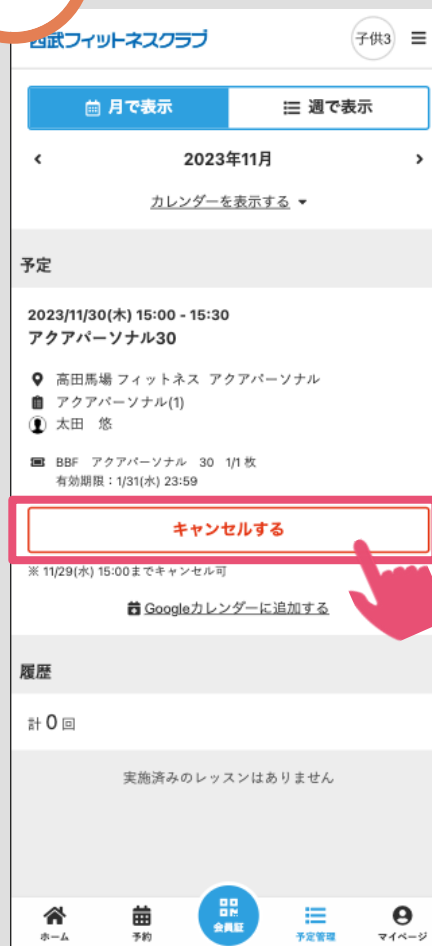 西武フィットネスクラブ
子供3
月で表示
週で表示
2023年11月
カレンダーを表示する
予定
2023/11/30(木) 15:00 - 15:30
アクアパーソナル30
高田馬場 フィットネス アクアパーソナル
アクアパーソナル(1)
太田 悠
BBF アクアパーソナル 30 1/1 枚
有効期限：1/31(水) 23:59
キャンセルする
※ 11/29(水) 15:00までキャンセル可
Googleカレンダーに追加する
履歴
計 0 回
実施済みのレッスンはありません
ホーム
予約
会員証
予定管理
マイページ